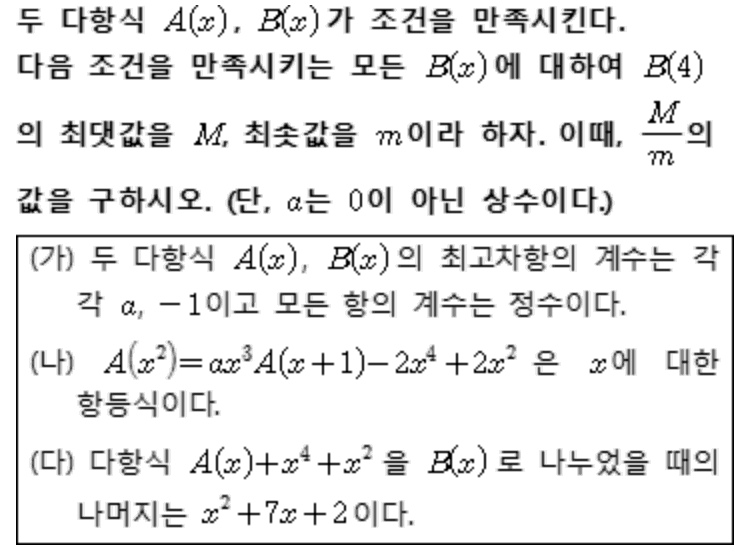 두 다항식 A(x), B(x)가 조건을 만족시킨다.
다음 조건을 만족시키는 모든 B(x)에 대하여 B(4)
의 최댓값을 M, 최솟값을 m이라 하자. 이때, M/m의
값을 구하시오. (단, a는 0이 아닌 상수이다.)
(가) 두 다항식 A(x), B(x)의 최고차항의 계수는 각
각 a, −1이고 모든 항의 계수는 정수이다.
(나) A(x²)=ax³A(x+1)−2x⁴+2x² 은 x에 대한
항등식이다.
(다) 다항식 A(x)+x⁴+x² 을 B(x)로 나누었을 때의
나머지는 x²+7x+2이다.